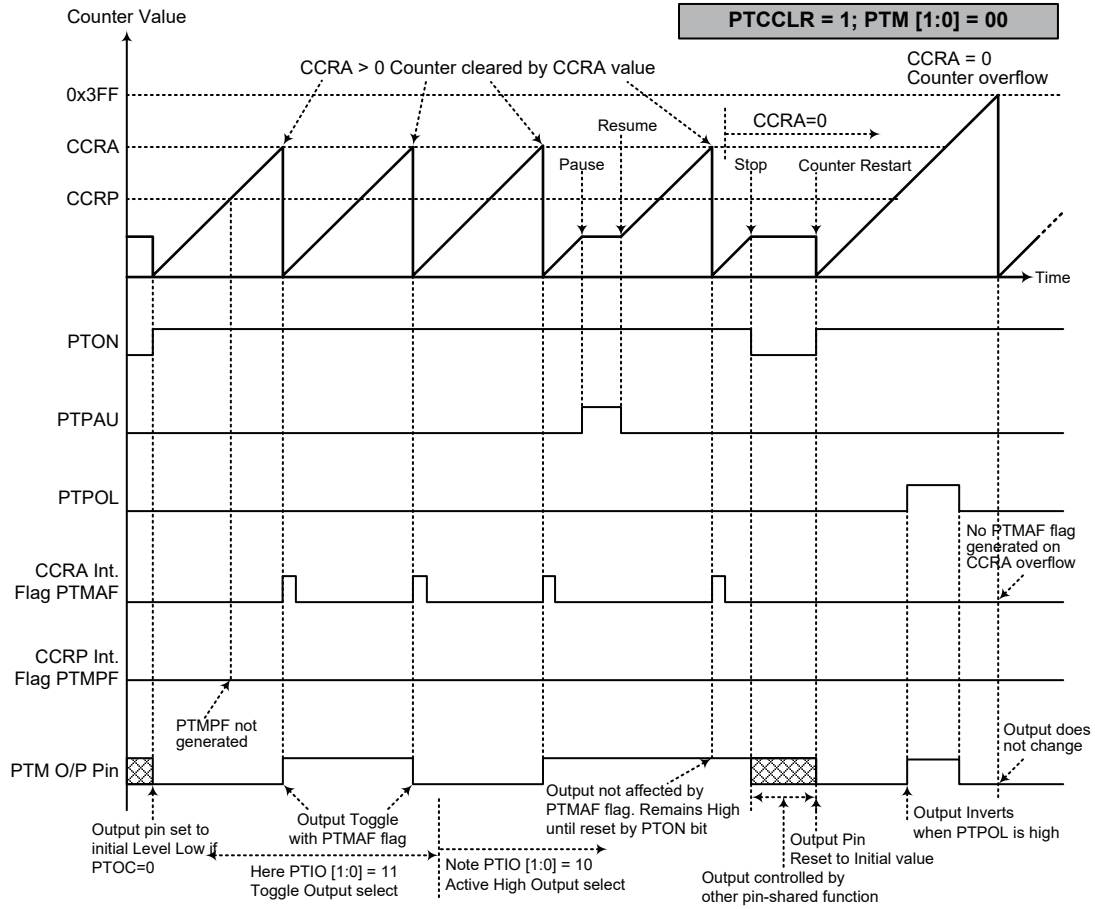 Counter Value
PTCCLR = 1; PTM [1:0] = 00
CCRA > 0 Counter cleared by CCRA value
CCRA = 0
Counter overflow
0x3FF
Resume
CCRA=0
CCRA
Pause
Stop
Counter Restart
CCRP
Time
PTON
PTPAU
PTPOL
No PTMAF flag
generated on
CCRA overflow
CCRA Int.
Flag PTMAF
CCRP Int.
Flag PTMPF
PTMPF not
generated
Output does
not change
PTM O/P Pin
Output pin set to
initial Level Low if
PTOC=0
Output Toggle
with PTMAF flag
Output not affected by
PTMAF flag. Remains High
until reset by PTON bit
Output Inverts
when PTPOL is high
Output Pin
Reset to Initial value
Here PTIO [1:0] = 11
Toggle Output select
Note PTIO [1:0] = 10
Active High Output select
Output controlled by
other pin-shared function